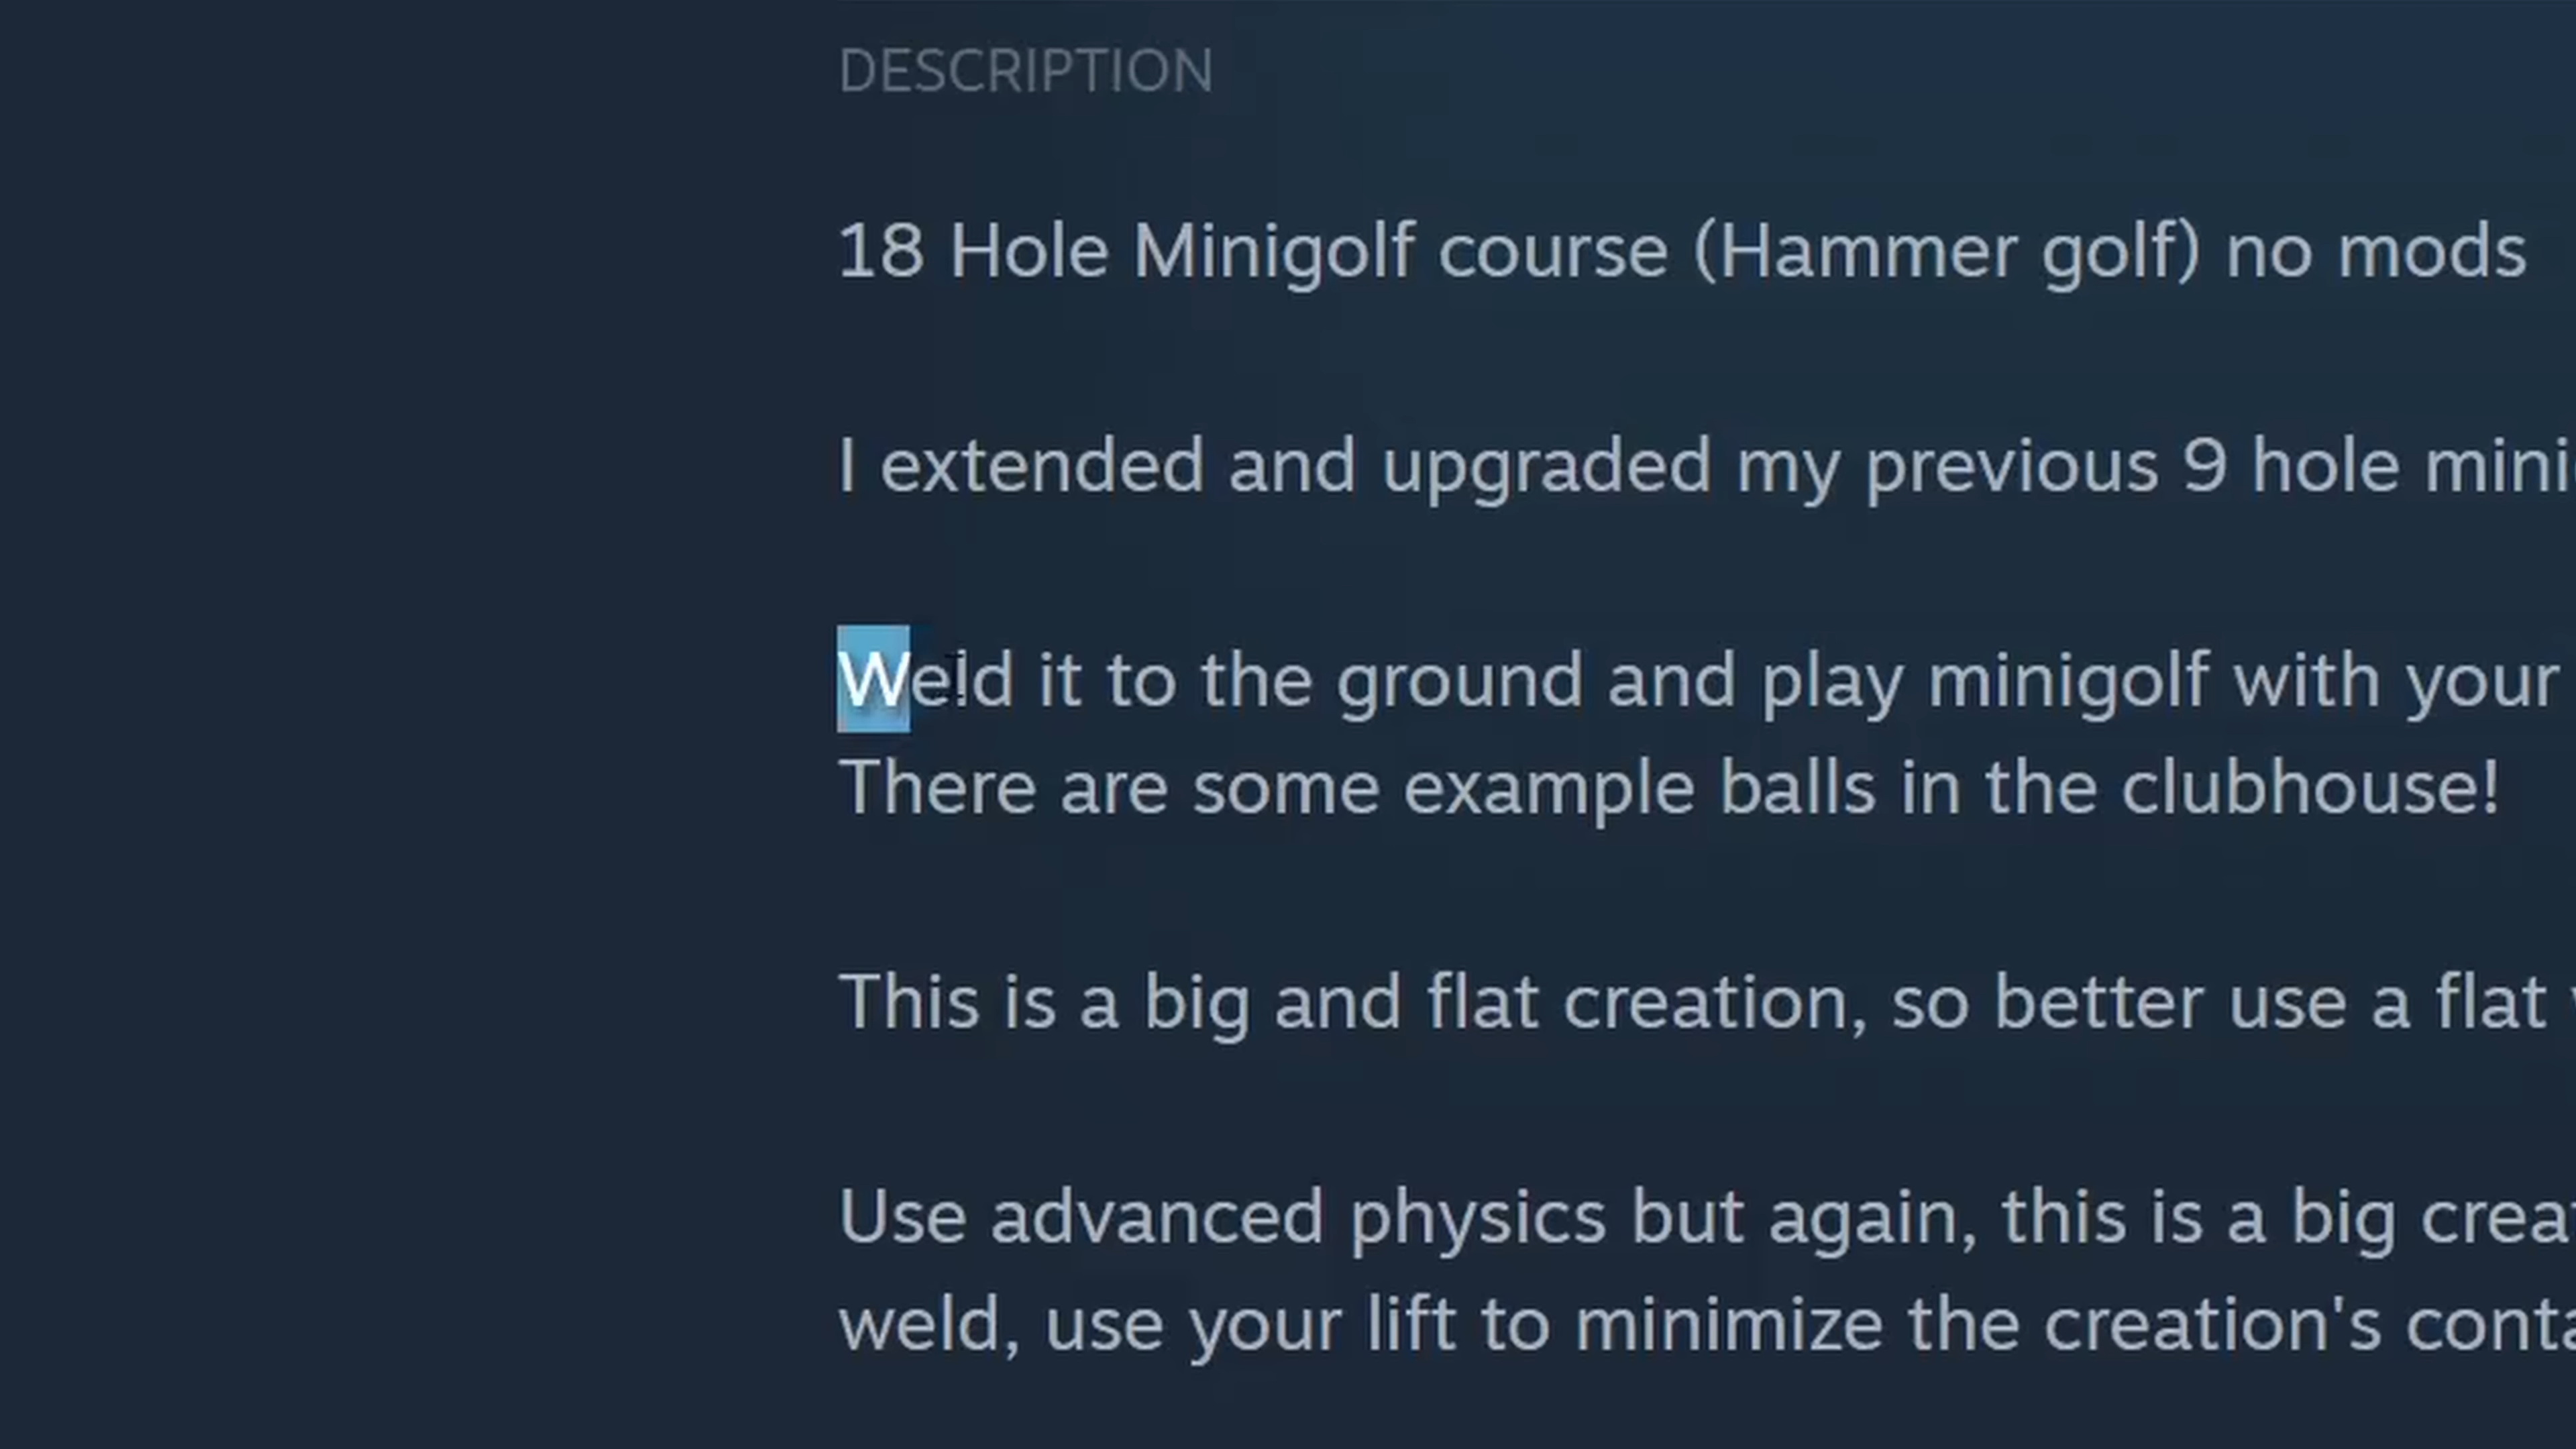 DESCRIPTION
18 Hole Minigolf course (Hammer golf) no mods
I extended and upgraded my previous 9 hole mini
Weld it to the ground and play minigolf with your
There are some example balls in the clubhouse!
This is a big and flat creation, so better use a flat
Use advanced physics but again, this is a big crea
weld, use your lift to minimize the creation's conta